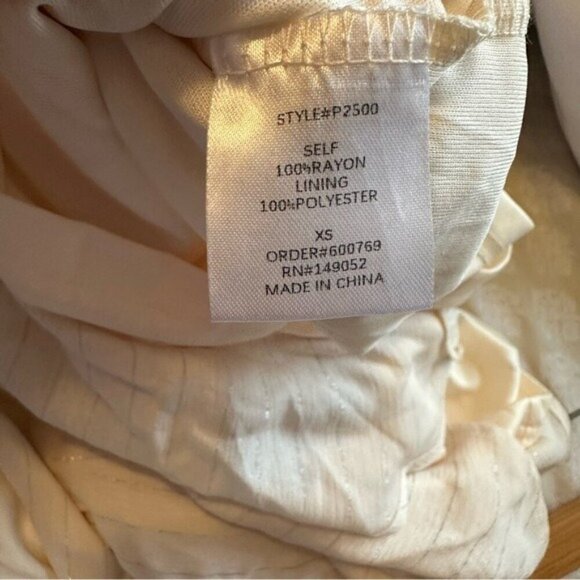 STYLE#P2500
SELF
100%RAYON
LINING
100%POLYESTER
XS
ORDER#600769
RN#149052
MADE IN CHINA